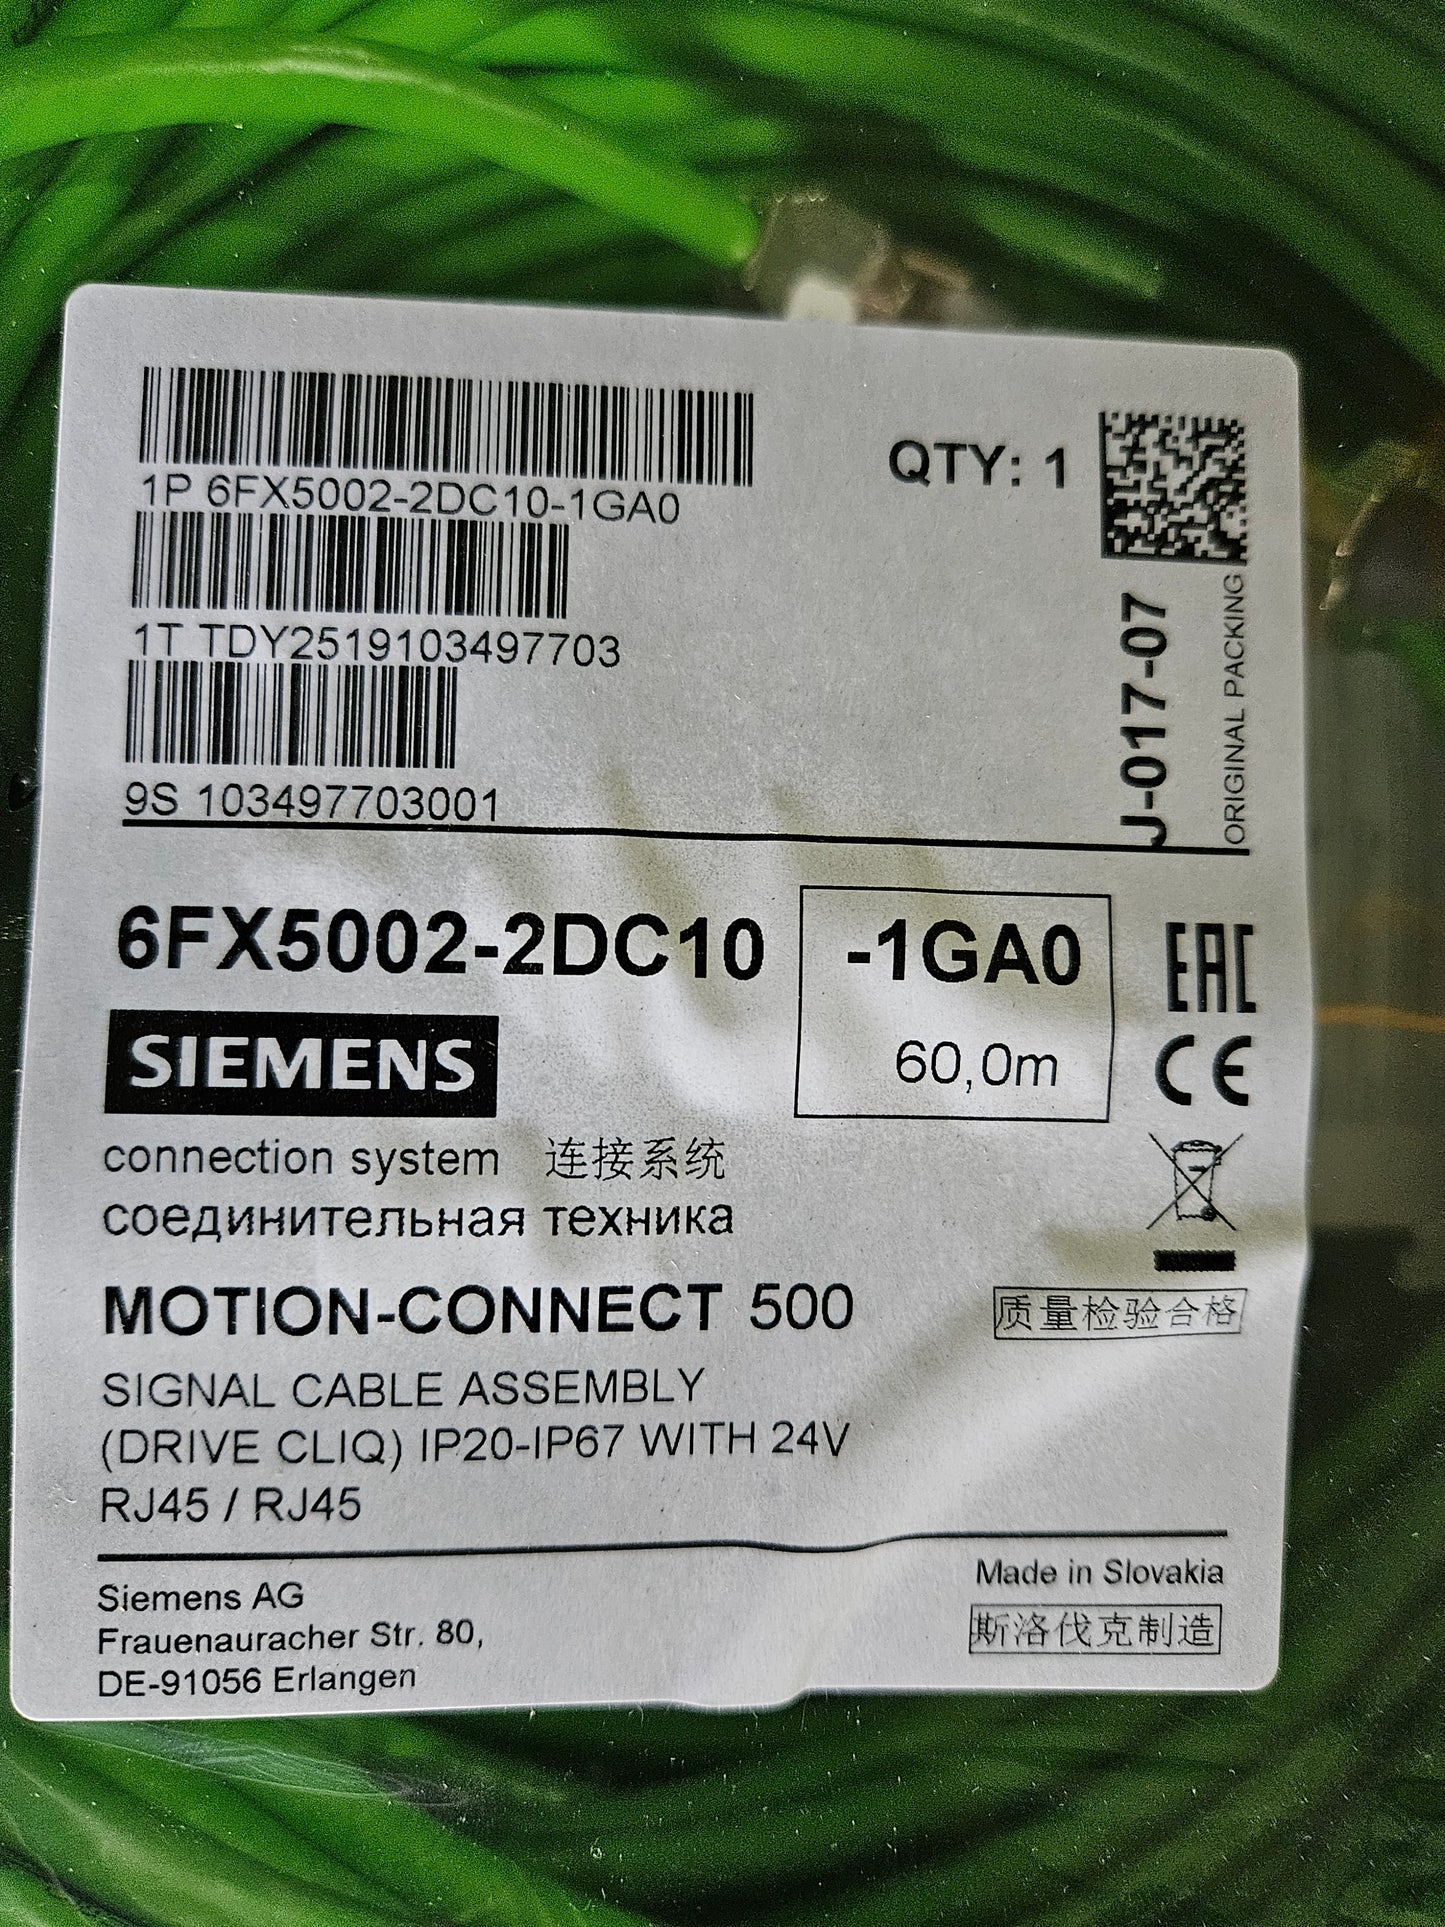 1P 6FX5002-2DC10-1GA0
QTY: 1
1T TDY2519103497703
9S 103497703001
J-017-07
ORIGINAL PACKING
6FX5002-2DC10
-1GA0
60,0m
EAC
CE
SIEMENS
connection system 连接系统
соединительная техника
MOTION-CONNECT 500
质量检验合格
SIGNAL CABLE ASSEMBLY
(DRIVE CLIQ) IP20-IP67 WITH 24V
RJ45 / RJ45
Siemens AG
Frauenauracher Str. 80,
DE-91056 Erlangen
Made in Slovakia
斯洛伐克制造